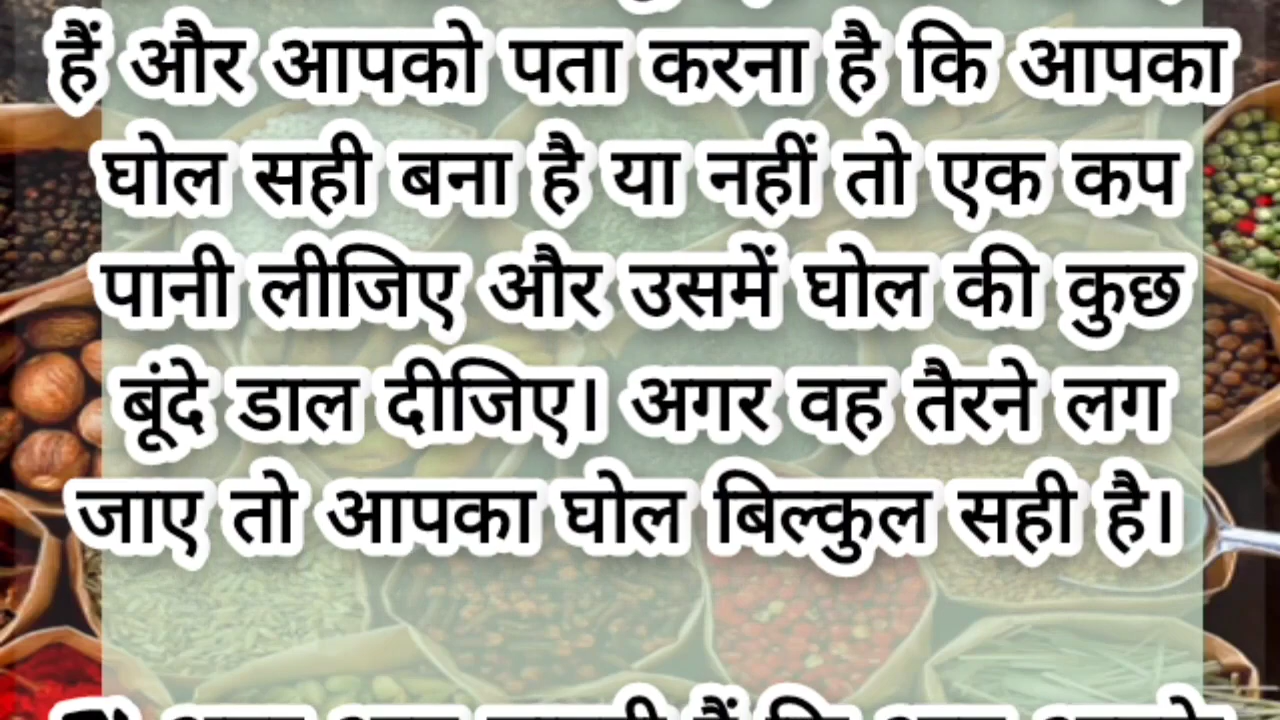 हैं और आपको पता करना है कि आपका
घोल सही बना है या नहीं तो एक कप
पानी लीजिए और उसमें घोल की कुछ
बूंदे डाल दीजिए। अगर वह तैरने लग
जाए तो आपका घोल बिल्कुल सही है।